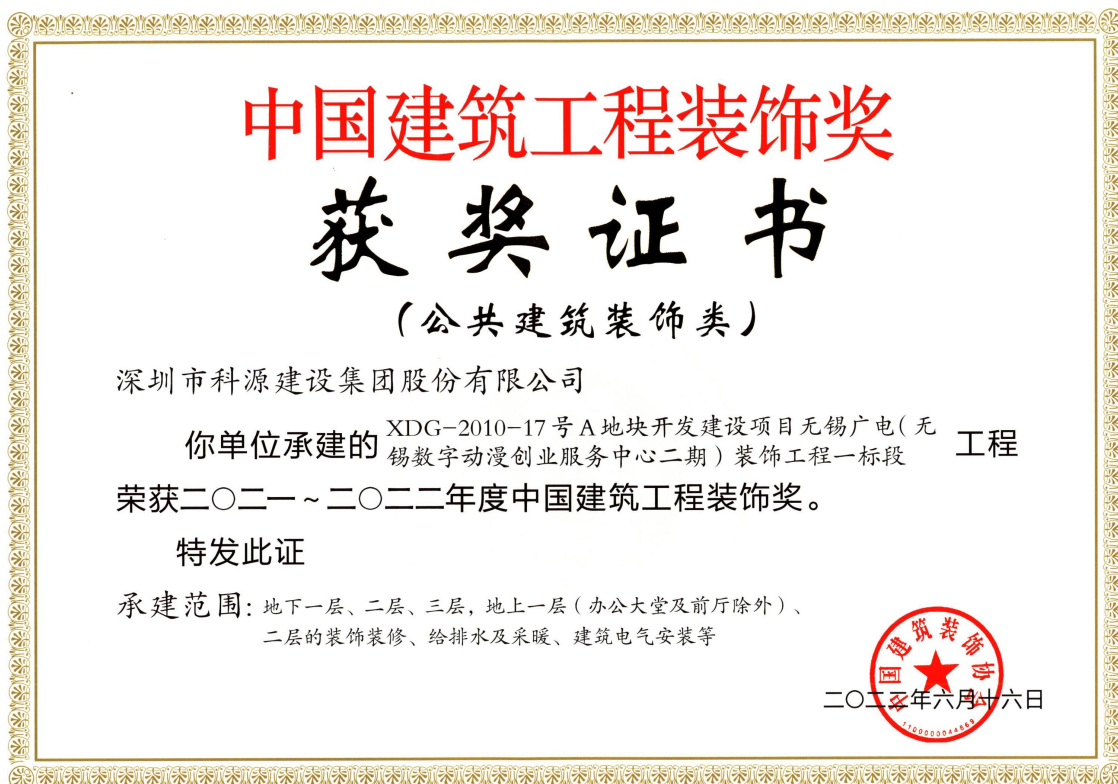 中国建筑工程装饰奖
获奖证书
（公共建筑装饰类）
深圳市科源建设集团股份有限公司
你单位承建的 XDG-2010-17号A地块开发建设项目无锡广电（无
锡数字动漫创业服务中心二期）装饰工程一标段 工程
荣获二〇二一~二〇二二年度中国建筑工程装饰奖。
特发此证
承建范围：地下一层、二层、三层，地上一层（办公大堂及前厅除外）、
二层的装饰装修、给排水及采暖、建筑电气安装等
中国建筑装饰协会
1100000044669
二〇二三年六月十六日